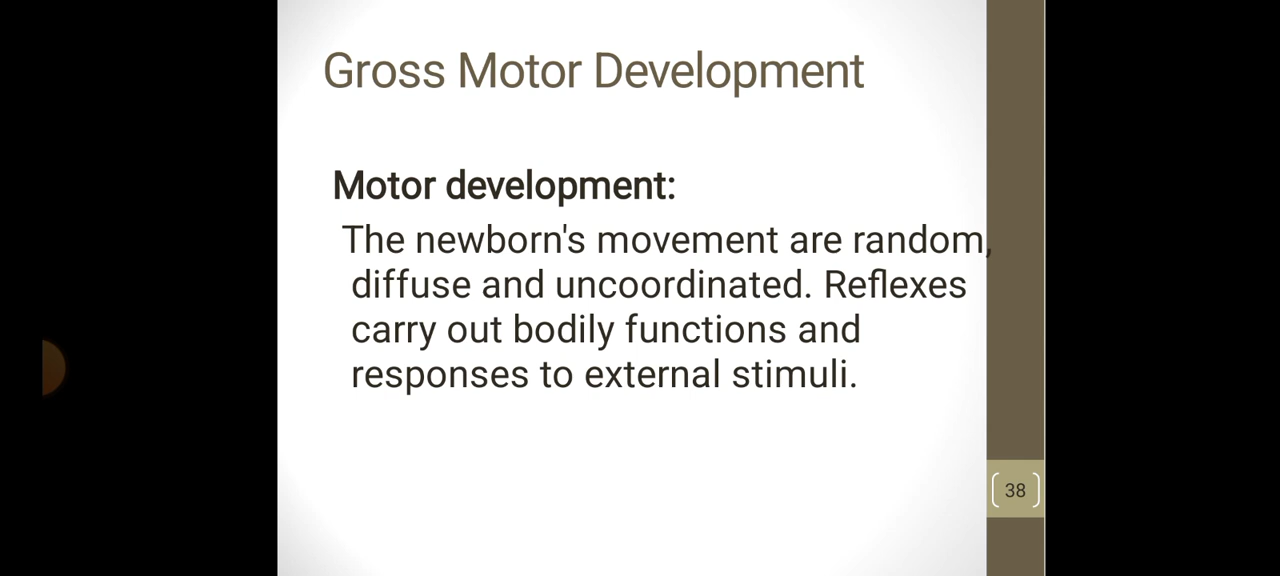 Gross Motor Development
Motor development:
The newborn's movement are random,
diffuse and uncoordinated. Reflexes
carry out bodily functions and
responses to external stimuli.
38